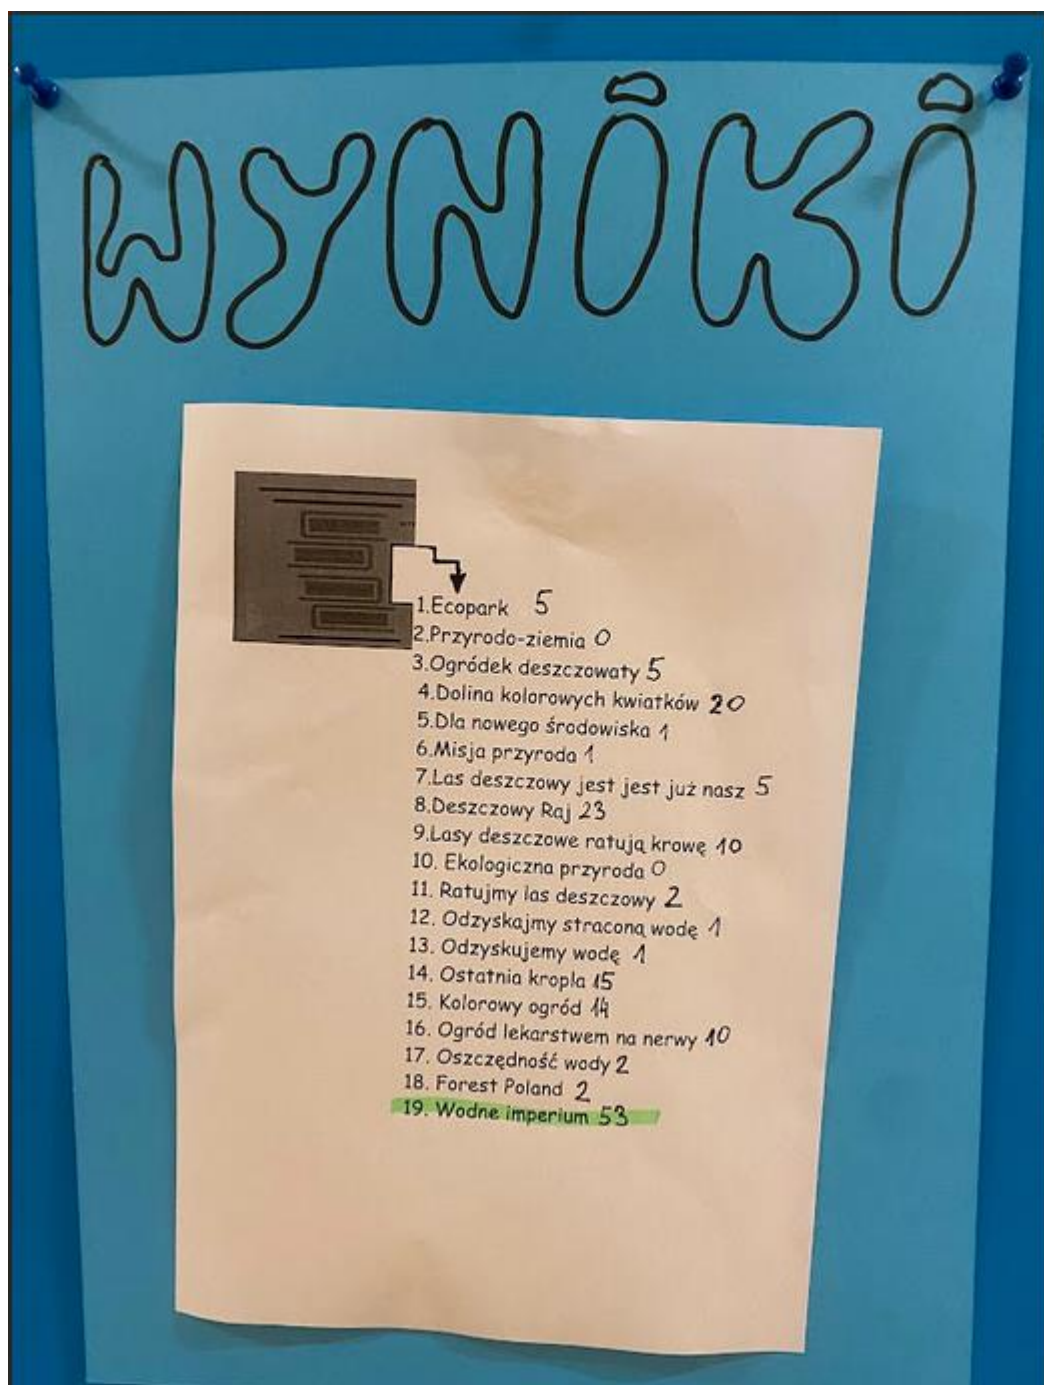 WYNIKI
1.Ecopark 5
2.Przyrodo-ziemia 0
3.Ogródek deszczowaty 5
4.Dolina kolorowych kwiatków 20
5.Dla nowego środowiska 1
6.Misja przyroda 1
7.Las deszczowy jest jest już nasz 5
8.Deszczowy Raj 23
9.Lasy deszczowe ratują krowę 10
10. Ekologiczna przyroda 0
11. Ratujmy las deszczowy 2
12. Odzyskajmy straconą wodę 1
13. Odzyskujemy wodę 1
14. Ostatnia kropla 15
15. Kolorowy ogród 14
16. Ogród lekarstwem na nerwy 10
17. Oszczędność wody 2
18. Forest Poland 2
19. Wodne imperium 53